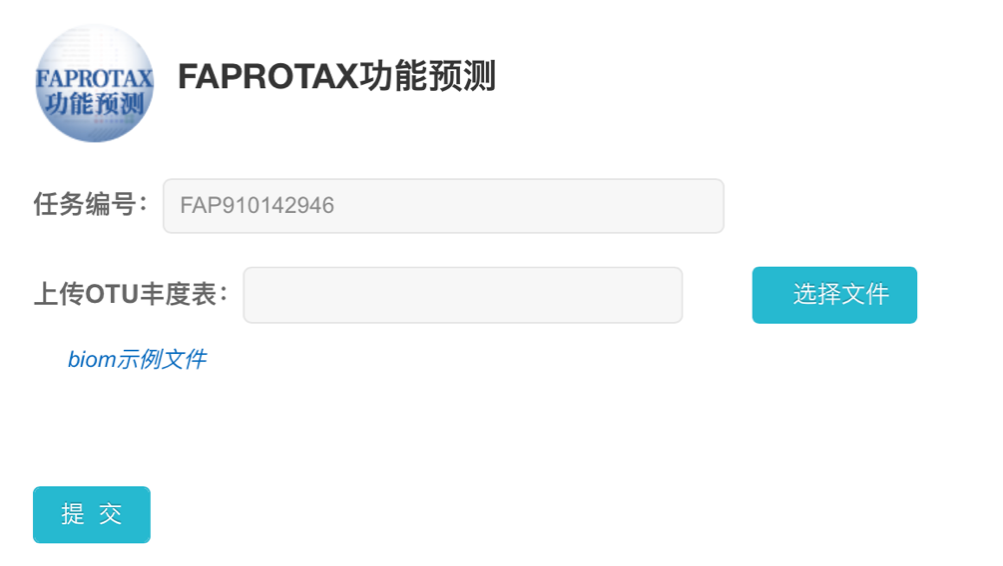 FAPROTAX
功能预测
FAPROTAX功能预测
任务编号：
FAP910142946
上传OTU丰度表：
选择文件
biom示例文件
提 交